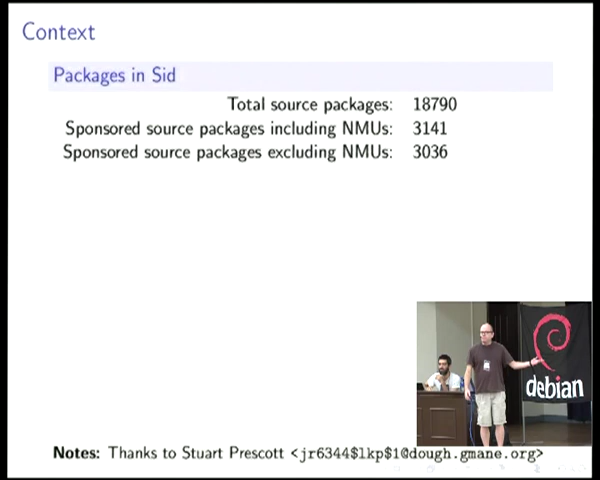 Context
Packages in Sid
Total source packages: 18790
Sponsored source packages including NMUs: 3141
Sponsored source packages excluding NMUs: 3036
debian
Notes: Thanks to Stuart Prescott <jr6344$1kp$1@dough.gmane.org>